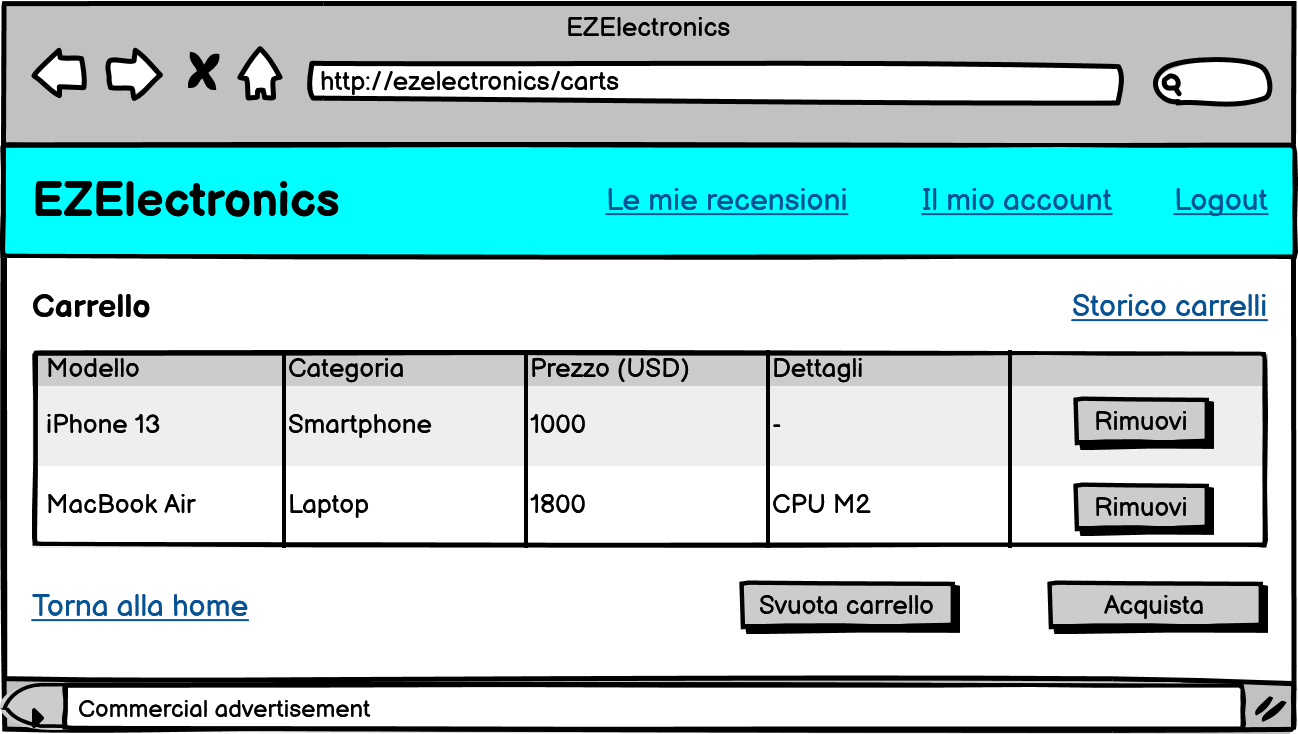 EZElectronics
http://ezelectronics/carts
EZElectronics Le mie recensioni Il mio account Logout
Carrello Storico carrelli
Modello Categoria Prezzo (USD) Dettagli
iPhone 13 Smartphone 1000 - Rimuovi
MacBook Air Laptop 1800 CPU M2 Rimuovi
Torna alla home Svuota carrello Acquista
Commercial advertisement